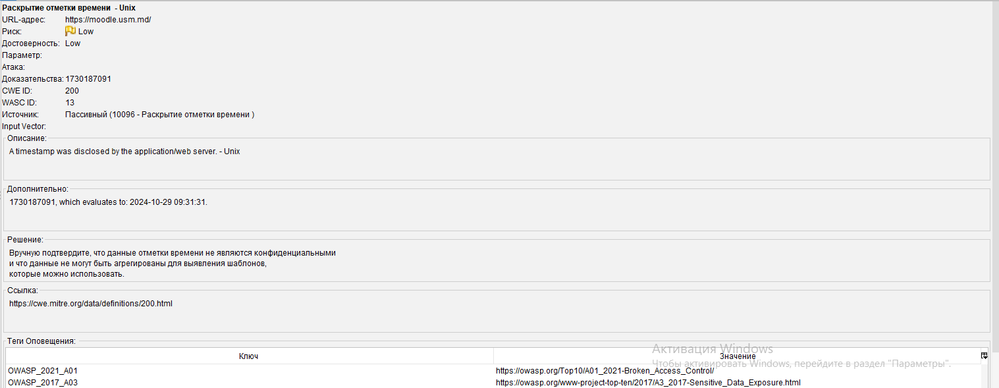 Раскрытие отметки времени - Unix
URL-адрес: https://moodle.usm.md/
Риск: Low
Достоверность: Low
Параметр:
Атака:
Доказательства: 1730187091
CWE ID: 200
WASC ID: 13
Источник: Пассивный (10096 - Раскрытие отметки времени )
Input Vector:
Описание:
A timestamp was disclosed by the application/web server. - Unix
Дополнительно:
1730187091, which evaluates to: 2024-10-29 09:31:31.
Решение:
Вручную подтвердите, что данные отметки времени не являются конфиденциальными
и что данные не могут быть агрегированы для выявления шаблонов,
которые можно использовать.
Ссылка:
https://cwe.mitre.org/data/definitions/200.html
Теги Оповещения:
Активация Windows
Ключ Значение
Чтобы активировать Windows, перейдите в раздел "Параметры".
OWASP_2021_A01 https://owasp.org/Top10/A01_2021-Broken_Access_Control/
OWASP_2017_A03 https://owasp.org/www-project-top-ten/2017/A3_2017-Sensitive_Data_Exposure.html